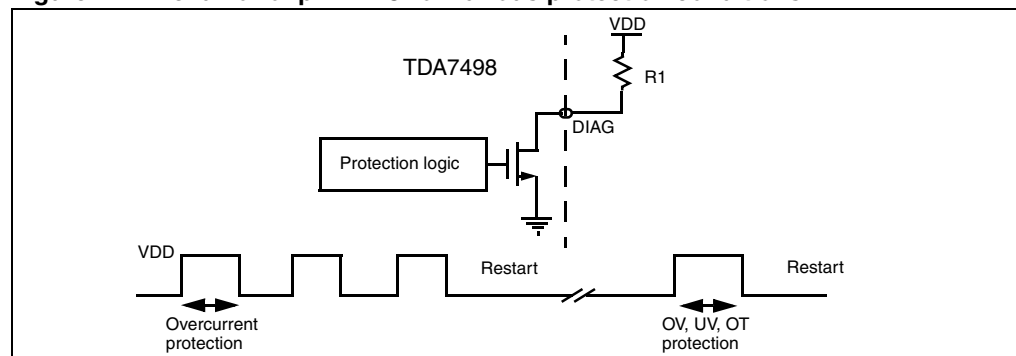 TDA7498
VDD
R1
DIAG
Protection logic
VDD
Restart
Restart
Overcurrent
protection
OV, UV, OT
protection